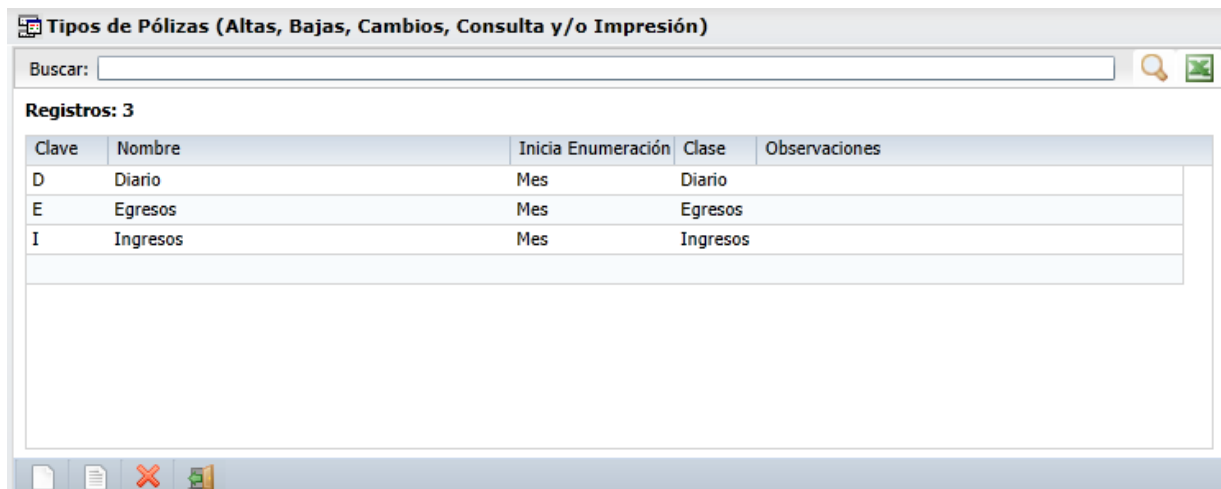 Tipos de Pólizas (Altas, Bajas, Cambios, Consulta y/o Impresión)
Buscar:
Registros: 3
Clave Nombre Inicia Enumeración Clase Observaciones
D Diario Mes Diario
E Egresos Mes Egresos
I Ingresos Mes Ingresos